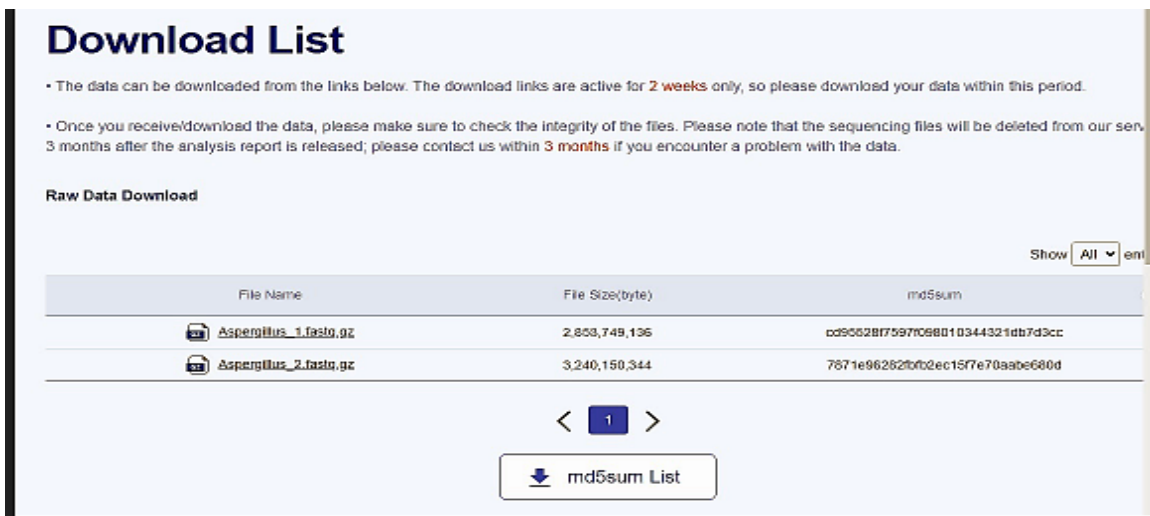 Download List
• The data can be downloaded from the links below. The download links are active for 2 weeks only, so please download your data within this period.
• Once you receive/download the data, please make sure to check the integrity of the files. Please note that the sequencing files will be deleted from our serv
3 months after the analysis report is released; please contact us within 3 months if you encounter a problem with the data.
Raw Data Download
Show All ent
File Name File Size(byte) md5sum
Aspergillus_1.fastq.gz 2,853,749,136
Aspergillus_2.fastq.gz 3,240,150,344
1
md5sum List